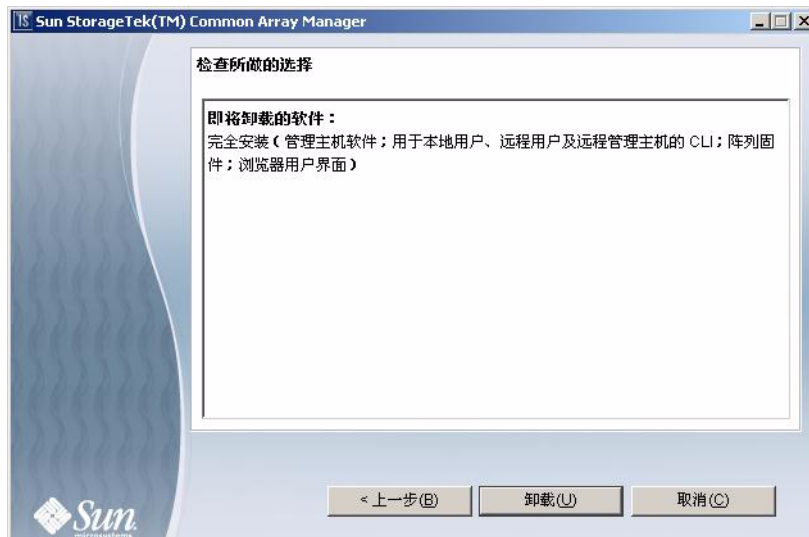 Sun StorageTek(TM) Common Array Manager
检查所做的选择
即将卸载的软件：
完全安装（管理主机软件；用于本地用户、远程用户及远程管理主机的 CLI；阵列固
件；浏览器用户界面）
<上一步(B)
卸载(U)
取消(C)
Sun
microsystems